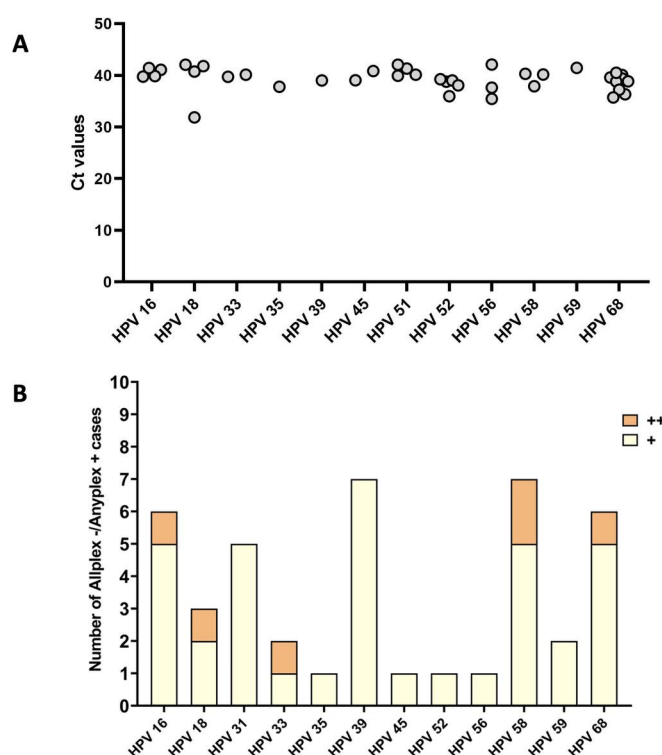 A
50
40
30
20
10
0
Ct values
HPV 16
HPV 18
HPV 33
HPV 35
HPV 39
HPV 45
HPV 51
HPV 52
HPV 56
HPV 58
HPV 59
HPV 68
B
10
9
8
7
6
5
4
3
2
1
0
Number of Allplex -/Anyplex + cases
++
+
HPV 16
HPV 18
HPV 31
HPV 33
HPV 35
HPV 39
HPV 45
HPV 52
HPV 56
HPV 58
HPV 59
HPV 68